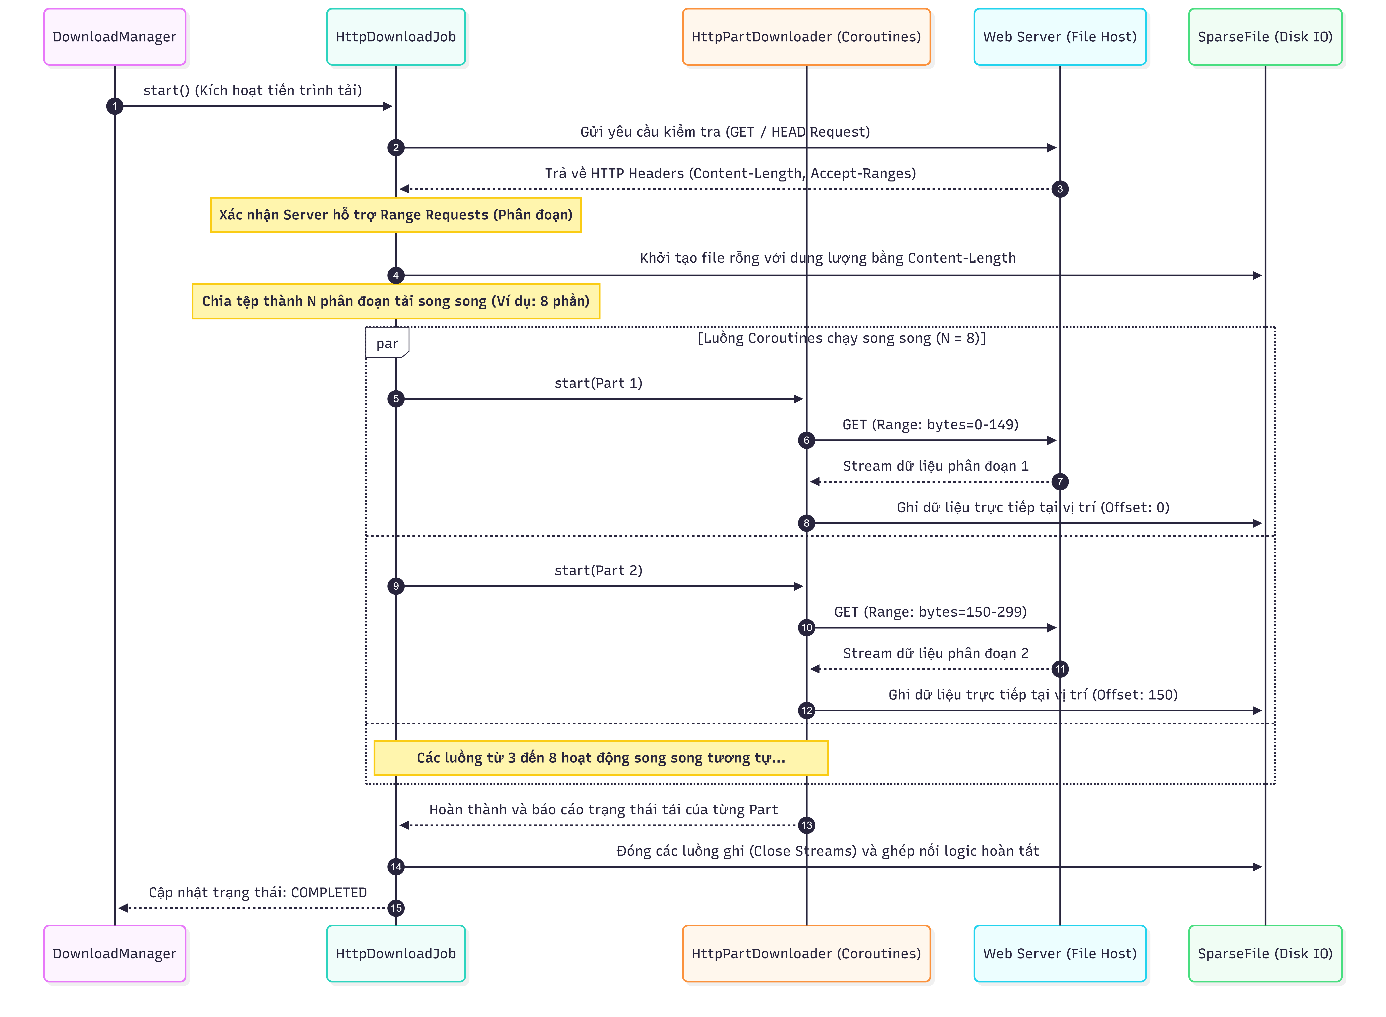 DownloadManager
HttpDownloadJob
HttpPartDownloader (Coroutines)
Web Server (File Host)
SparseFile (Disk IO)
start() (Kích hoạt tiến trình tải)
1
Gửi yêu cầu kiểm tra (GET / HEAD Request)
2
Trả về HTTP Headers (Content-Length, Accept-Ranges)
3
Xác nhận Server hỗ trợ Range Requests (Phân đoạn)
Khởi tạo file rỗng với dung lượng bằng Content-Length
4
Chia tệp thành N phân đoạn tải song song (Ví dụ: 8 phần)
par
[Luồng Coroutines chạy song song (N = 8)]
start(Part 1)
5
GET (Range: bytes=0-149)
6
Stream dữ liệu phân đoạn 1
7
Ghi dữ liệu trực tiếp tại vị trí (Offset: 0)
8
start(Part 2)
9
GET (Range: bytes=150-299)
10
Stream dữ liệu phân đoạn 2
11
Ghi dữ liệu trực tiếp tại vị trí (Offset: 150)
12
Các luồng từ 3 đến 8 hoạt động song song tương tự...
Hoàn thành và báo cáo trạng thái tải của từng Part
13
Đóng các luồng ghi (Close Streams) và ghép nối logic hoàn tất
14
Cập nhật trạng thái: COMPLETED
15
DownloadManager
HttpDownloadJob
HttpPartDownloader (Coroutines)
Web Server (File Host)
SparseFile (Disk IO)